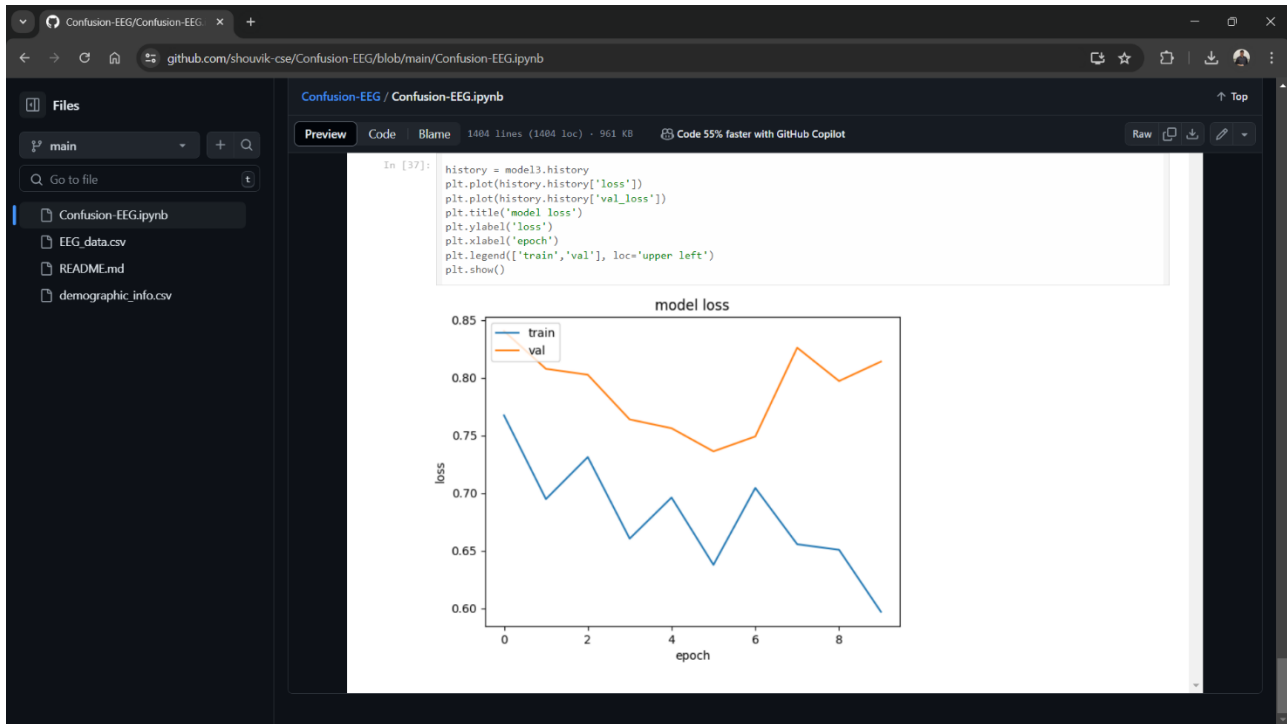 Confusion-EEG/Confusion-EEG.
github.com/shouvik-cse/Confusion-EEG/blob/main/Confusion-EEG.ipynb
Files
main
Go to file
t
Confusion-EEG.ipynb
EEG_data.csv
README.md
demographic_info.csv
Confusion-EEG / Confusion-EEG.ipynb
Top
Preview Code Blame 1404 lines (1404 loc) · 961 KB Code 55% faster with GitHub Copilot Raw
In [37]:
history = model3.history
plt.plot(history.history['loss'])
plt.plot(history.history['val_loss'])
plt.title('model loss')
plt.ylabel('loss')
plt.xlabel('epoch')
plt.legend(['train','val'], loc='upper left')
plt.show()
model loss
train
val
0.85
0.80
0.75
0.70
0.65
0.60
loss
0 2 4 6 8
epoch